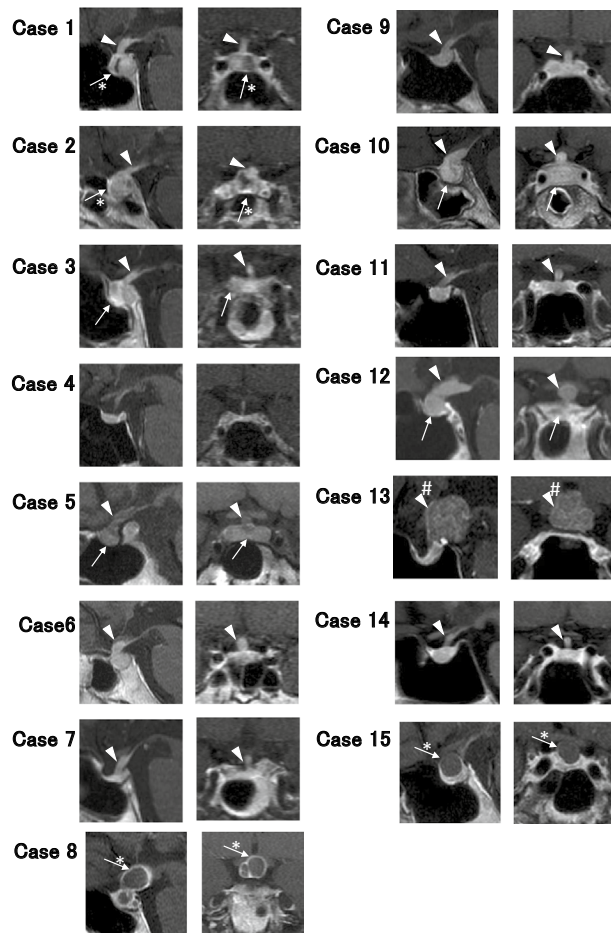 Case 1
*
*
Case 2
*
*
Case 3
Case 4
Case 5
Case6
Case 7
Case 8
*
*
Case 9
Case 10
Case 11
Case 12
Case 13
#
#
Case 14
Case 15
*
*